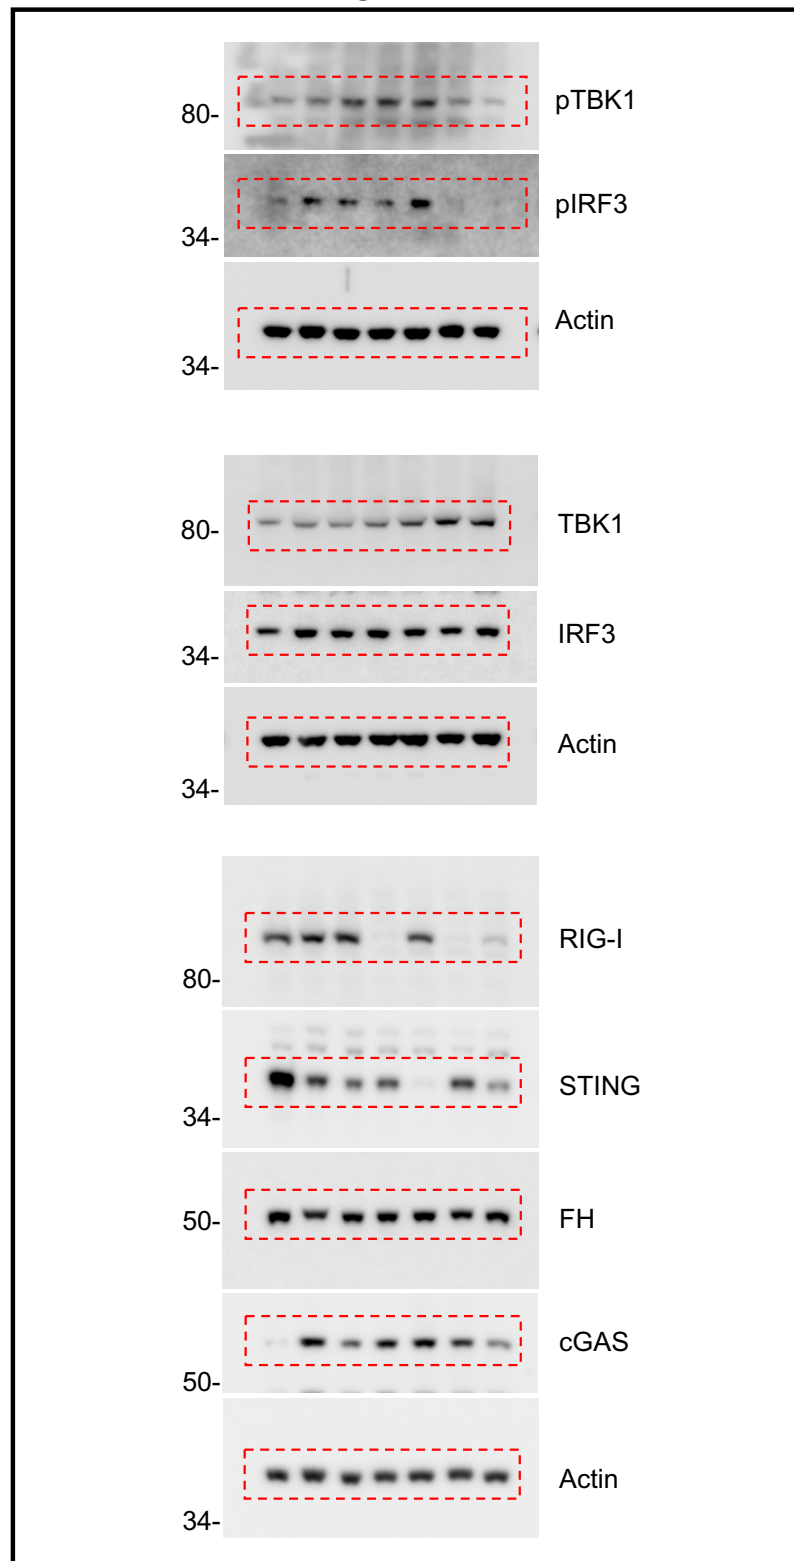 80-
pTBK1
pIRF3
34-
Actin
34-
80-
TBK1
IRF3
34-
Actin
34-
RIG-I
80-
STING
34-
50-
FH
cGAS
50-
Actin
34-